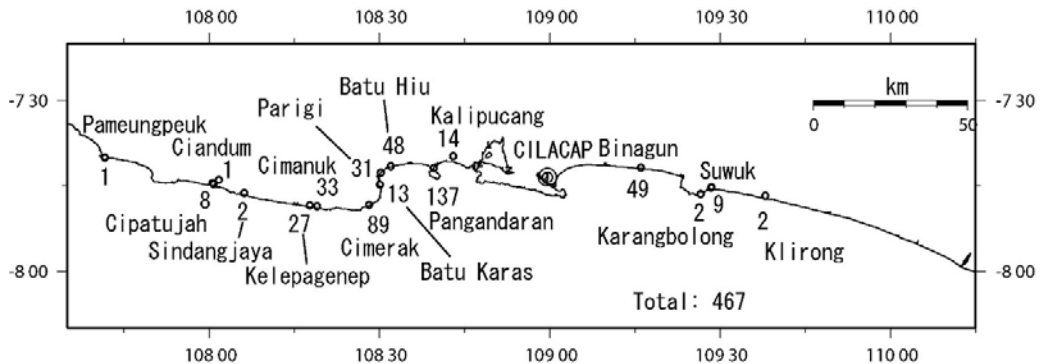 108 00 108 30 109 00 109 30 110 00
Batu Hiu
km
-7 30 Parigi 48 Kalipucang -7 30
14
Pameungpeuk 0 50
Ciandum 31 CILACAP Binagun
1 Cimanuk Suwuk
1 8 33 13 137 49
2 9
Cipatujah 27 89 Pangandaran 2 2
Sindangjaya Cimerak Karangbolong Klirong
Kelepagenep Batu Karas
-8 00 -8 00
Total: 467
108 00 108 30 109 00 109 30 110 00